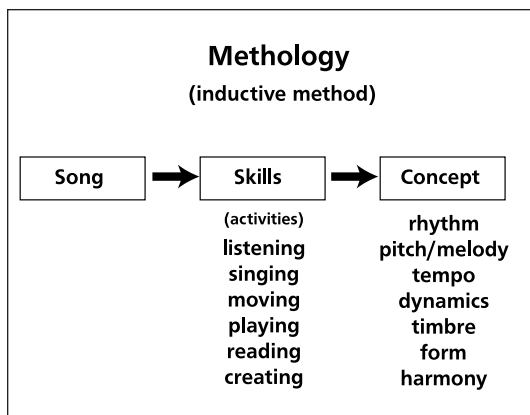 Methology
(inductive method)
Song
Skills
Concept
(activities)
listening
singing
moving
playing
reading
creating
rhythm
pitch/melody
tempo
dynamics
timbre
form
harmony